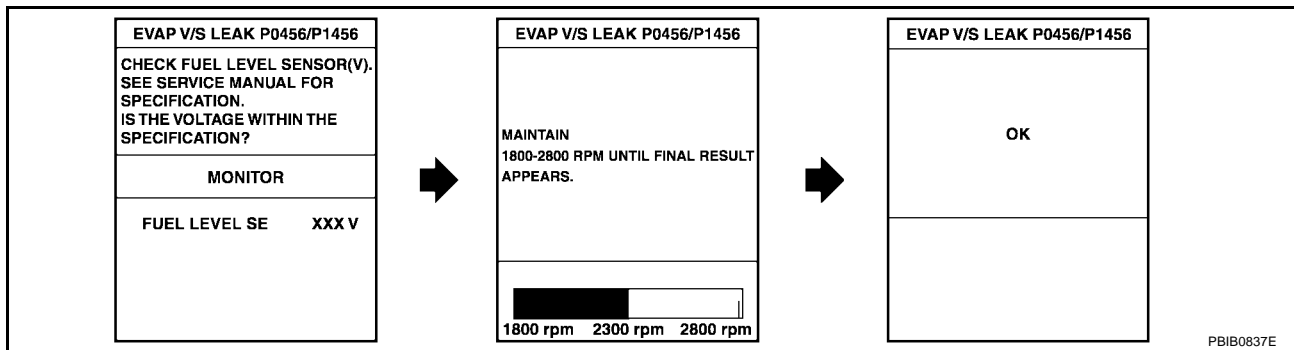 EVAP V/S LEAK P0456/P1456
CHECK FUEL LEVEL SENSOR(V).
SEE SERVICE MANUAL FOR
SPECIFICATION.
IS THE VOLTAGE WITHIN THE
SPECIFICATION?
MONITOR
FUEL LEVEL SE XXX V
EVAP V/S LEAK P0456/P1456
MAINTAIN
1800-2800 RPM UNTIL FINAL RESULT
APPEARS.
1800 rpm 2300 rpm 2800 rpm
EVAP V/S LEAK P0456/P1456
OK
PBIB0837E